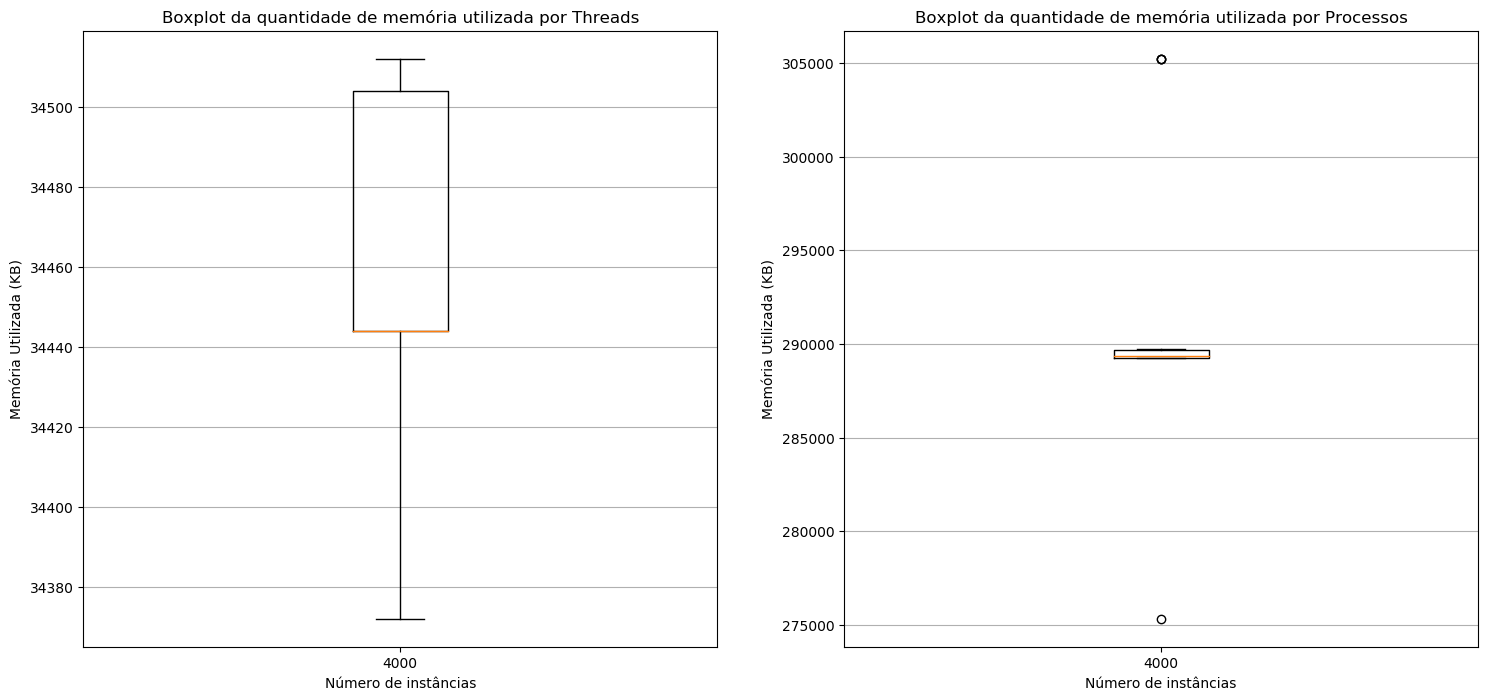 Boxplot da quantidade de memória utilizada por Threads
Memória Utilizada (KB)
34500
34480
34460
34440
34420
34400
34380
4000
Número de instâncias
Boxplot da quantidade de memória utilizada por Processos
Memória Utilizada (KB)
305000
300000
295000
290000
285000
280000
275000
4000
Número de instâncias